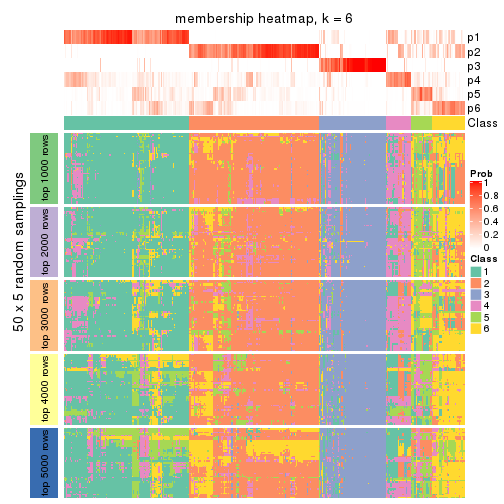 membership heatmap, k = 6
p1
p2
p3
p4
p5
p6
Class
50 x 5 random samplings
top 1000 rows
top 2000 rows
top 3000 rows
top 4000 rows
top 5000 rows
Prob
1
0.8
0.6
0.4
0.2
0
Class
1
2
3
4
5
6